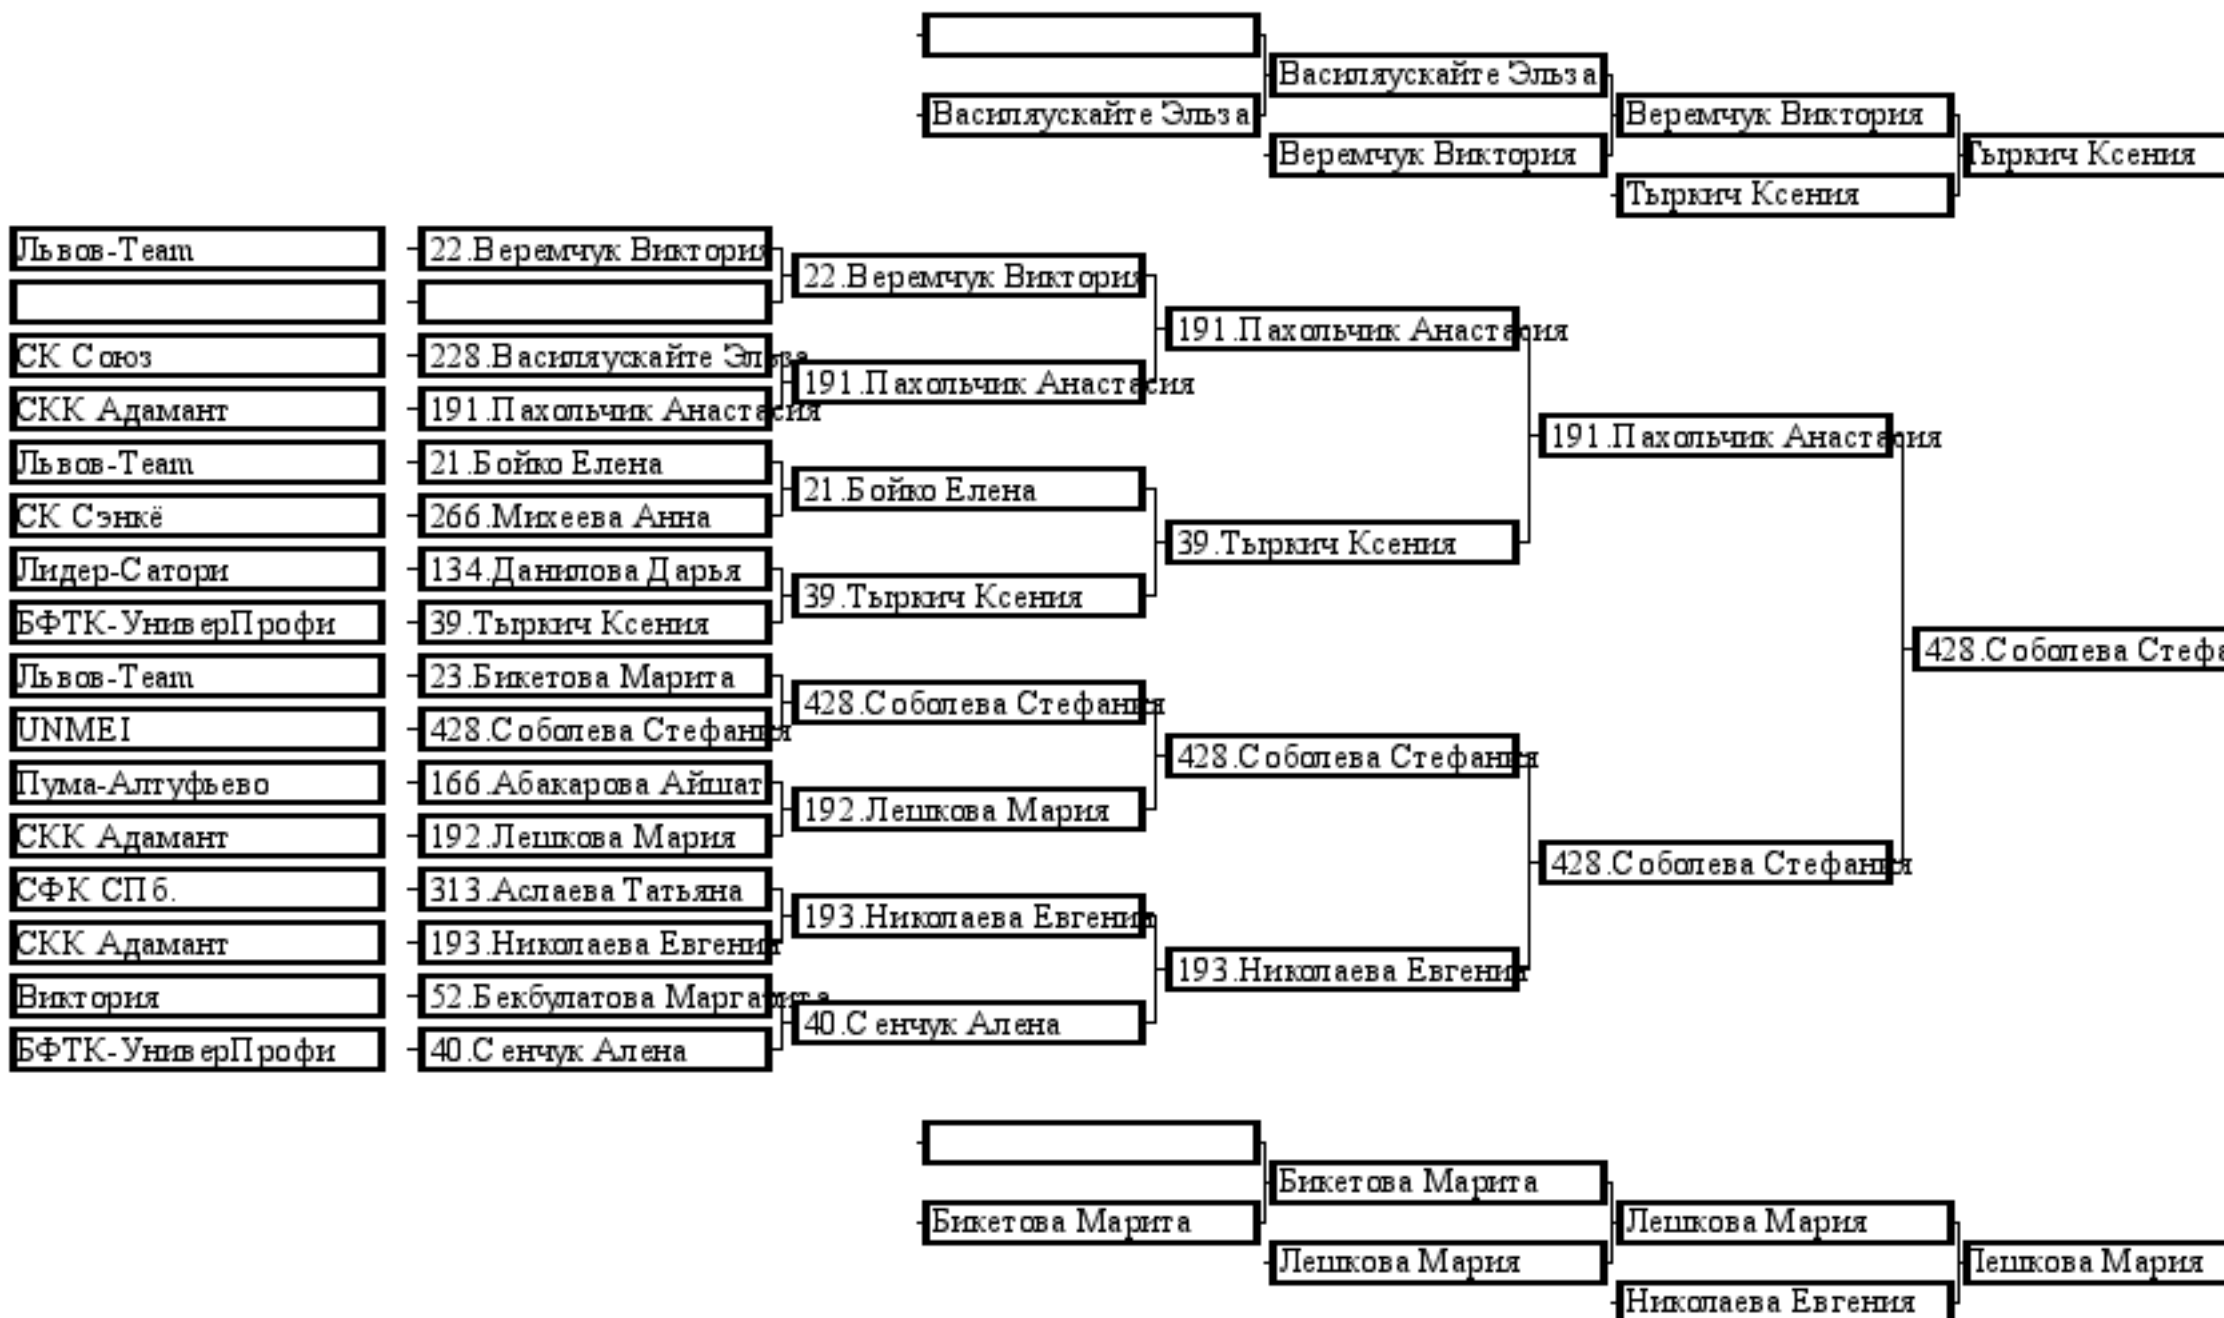 Василяускайте Эльза
Василяускайте Эльза
Веремчук Виктория
Веремчук Виктория
Тыркич Ксения
Тыркич Ксения
Львов-Team 22.Веремчук Виктория
22.Веремчук Виктория
191.Пахольчик Анастасия
СК Союз 228.Василяускайте Эльза
191.Пахольчик Анастасия
СКК Адамант 191.Пахольчик Анастасия
191.Пахольчик Анастасия
Львов-Team 21.Бойко Елена
21.Бойко Елена
СК Сэнкё 266.Михеева Анна
39.Тыркич Ксения
Лидер-Сатори 134.Данилова Дарья
39.Тыркич Ксения
БФТК-УниверПрофи 39.Тыркич Ксения
428.Соболева
Львов-Team 23.Бикетова Марита
428.Соболева Стефания
UNMEI 428.Соболева Стефания
428.Соболева Стефания
Пума-Алтуфьево 166.Абакарова Айшат
192.Лешкова Мария
СКК Адамант 192.Лешкова Мария
428.Соболева Стефания
СФК СПб. 313.Аслаева Татьяна
193.Николаева Евгения
СКК Адамант 193.Николаева Евгения
193.Николаева Евгения
Виктория 52.Бекбулатова Маргарита
40.Сенчук Алена
БФТК-УниверПрофи 40.Сенчук Алена
Бикетова Марита
Бикетова Марита
Лешкова Мария
Лешкова Мария
Лешкова Мария
Николаева Евгения